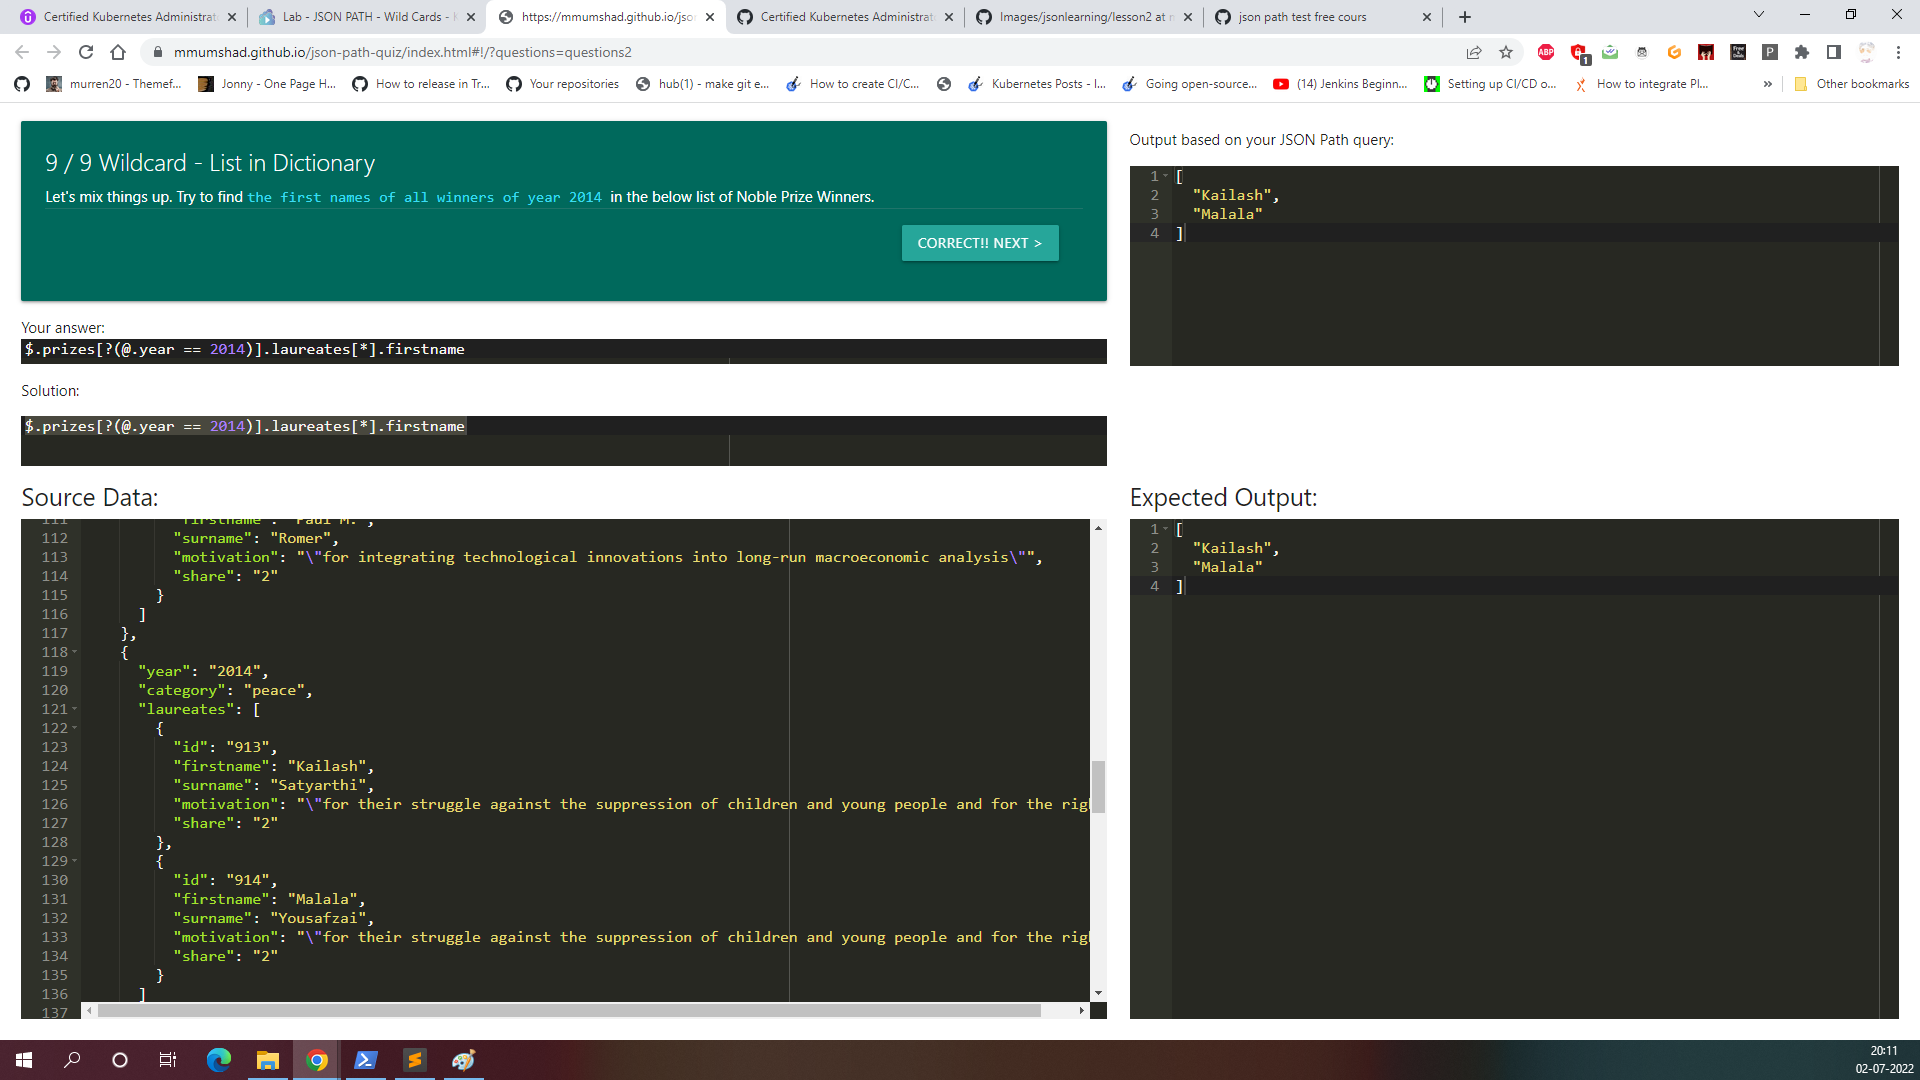 Certified Kubernetes Administrat
Lab - JSON PATH - Wild Cards - K
https://mmumshad.github.io/jso
Certified Kubernetes Administrat
Images/jsonlearning/lesson2 at m
json path test free cours
mmumshad.github.io/json-path-quiz/index.html#!/?questions=questions2
murren20 - Themef...
Jonny - One Page H...
How to release in Tr...
Your repositories
hub(1) - make git e...
How to create CI/C...
Kubernetes Posts - I...
Going open-source...
(14) Jenkins Beginn...
Setting up CI/CD o...
How to integrate Pl...
»
Other bookmarks
9 / 9 Wildcard - List in Dictionary
Let's mix things up. Try to find the first names of all winners of year 2014 in the below list of Noble Prize Winners.
CORRECT!! NEXT >
Your answer:
$.prizes[?(@.year == 2014)].laureates[*].firstname
Solution:
$.prizes[?(@.year == 2014)].laureates[*].firstname
Output based on your JSON Path query:
1 [
2 "Kailash",
3 "Malala"
4 ]
Source Data:
111 "firstname": "Paul M.",
112 "surname": "Romer",
113 "motivation": "\"for integrating technological innovations into long-run macroeconomic analysis\"",
114 "share": "2"
115 }
116 ]
117 },
118 {
119 "year": "2014",
120 "category": "peace",
121 "laureates": [
122 {
123 "id": "913",
124 "firstname": "Kailash",
125 "surname": "Satyarthi",
126 "motivation": "\"for their struggle against the suppression of children and young people and for the rig
127 "share": "2"
128 },
129 {
130 "id": "914",
131 "firstname": "Malala",
132 "surname": "Yousafzai",
133 "motivation": "\"for their struggle against the suppression of children and young people and for the rig
134 "share": "2"
135 }
136 ]
137
Expected Output:
1 [
2 "Kailash",
3 "Malala"
4 ]
20:11
02-07-2022